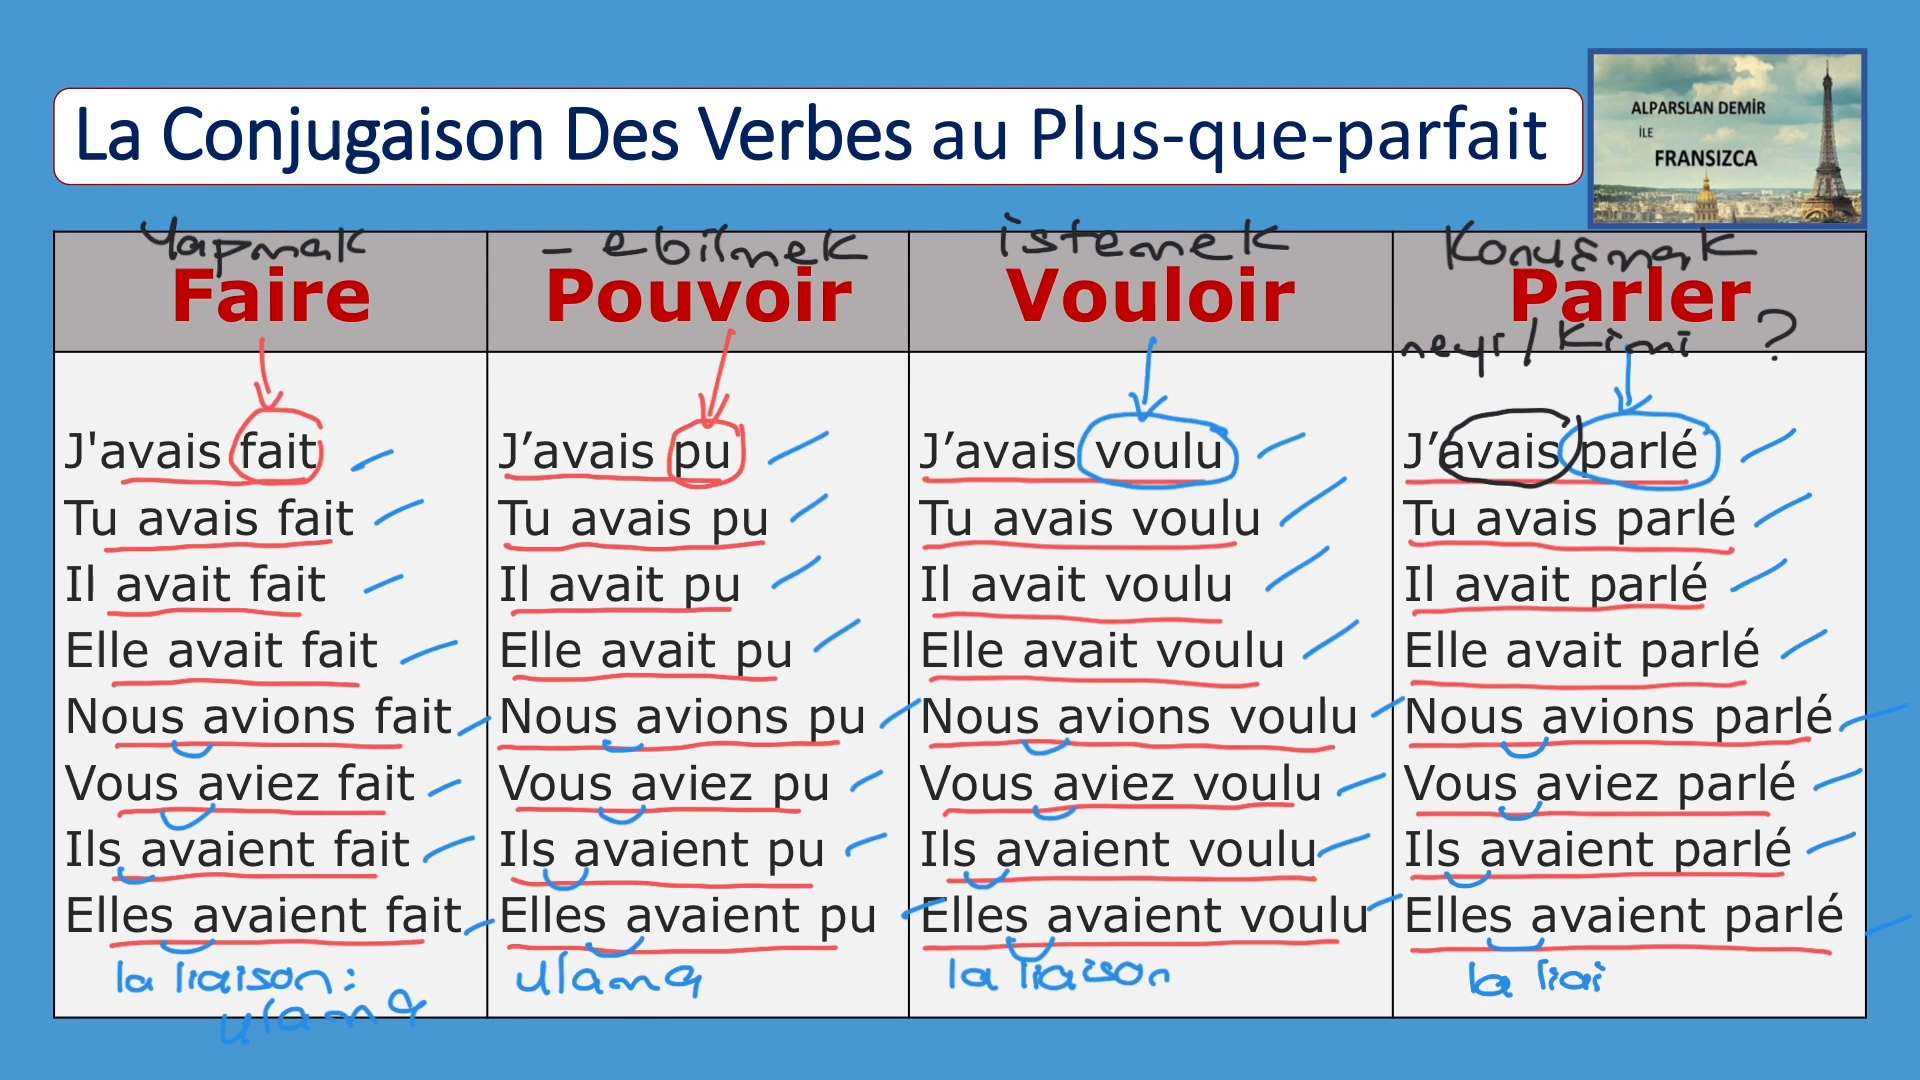 La Conjugaison Des Verbes au Plus-que-parfait
ALPARSLAN DEMİR
İLE
FRANSIZCA
Yapmak
Faire
- ebilmek
Pouvoir
istemek
Vouloir
Konuşmak
Parler
neyi / Kimi ?
J'avais fait
Tu avais fait
Il avait fait
Elle avait fait
Nous avions fait
Vous aviez fait
Ils avaient fait
Elles avaient fait
la liaison:
ulama
J’avais pu
Tu avais pu
Il avait pu
Elle avait pu
Nous avions pu
Vous aviez pu
Ils avaient pu
Elles avaient pu
ulama
J’avais voulu
Tu avais voulu
Il avait voulu
Elle avait voulu
Nous avions voulu
Vous aviez voulu
Ils avaient voulu
Elles avaient voulu
la liaison
J’avais parlé
Tu avais parlé
Il avait parlé
Elle avait parlé
Nous avions parlé
Vous aviez parlé
Ils avaient parlé
Elles avaient parlé
la liai